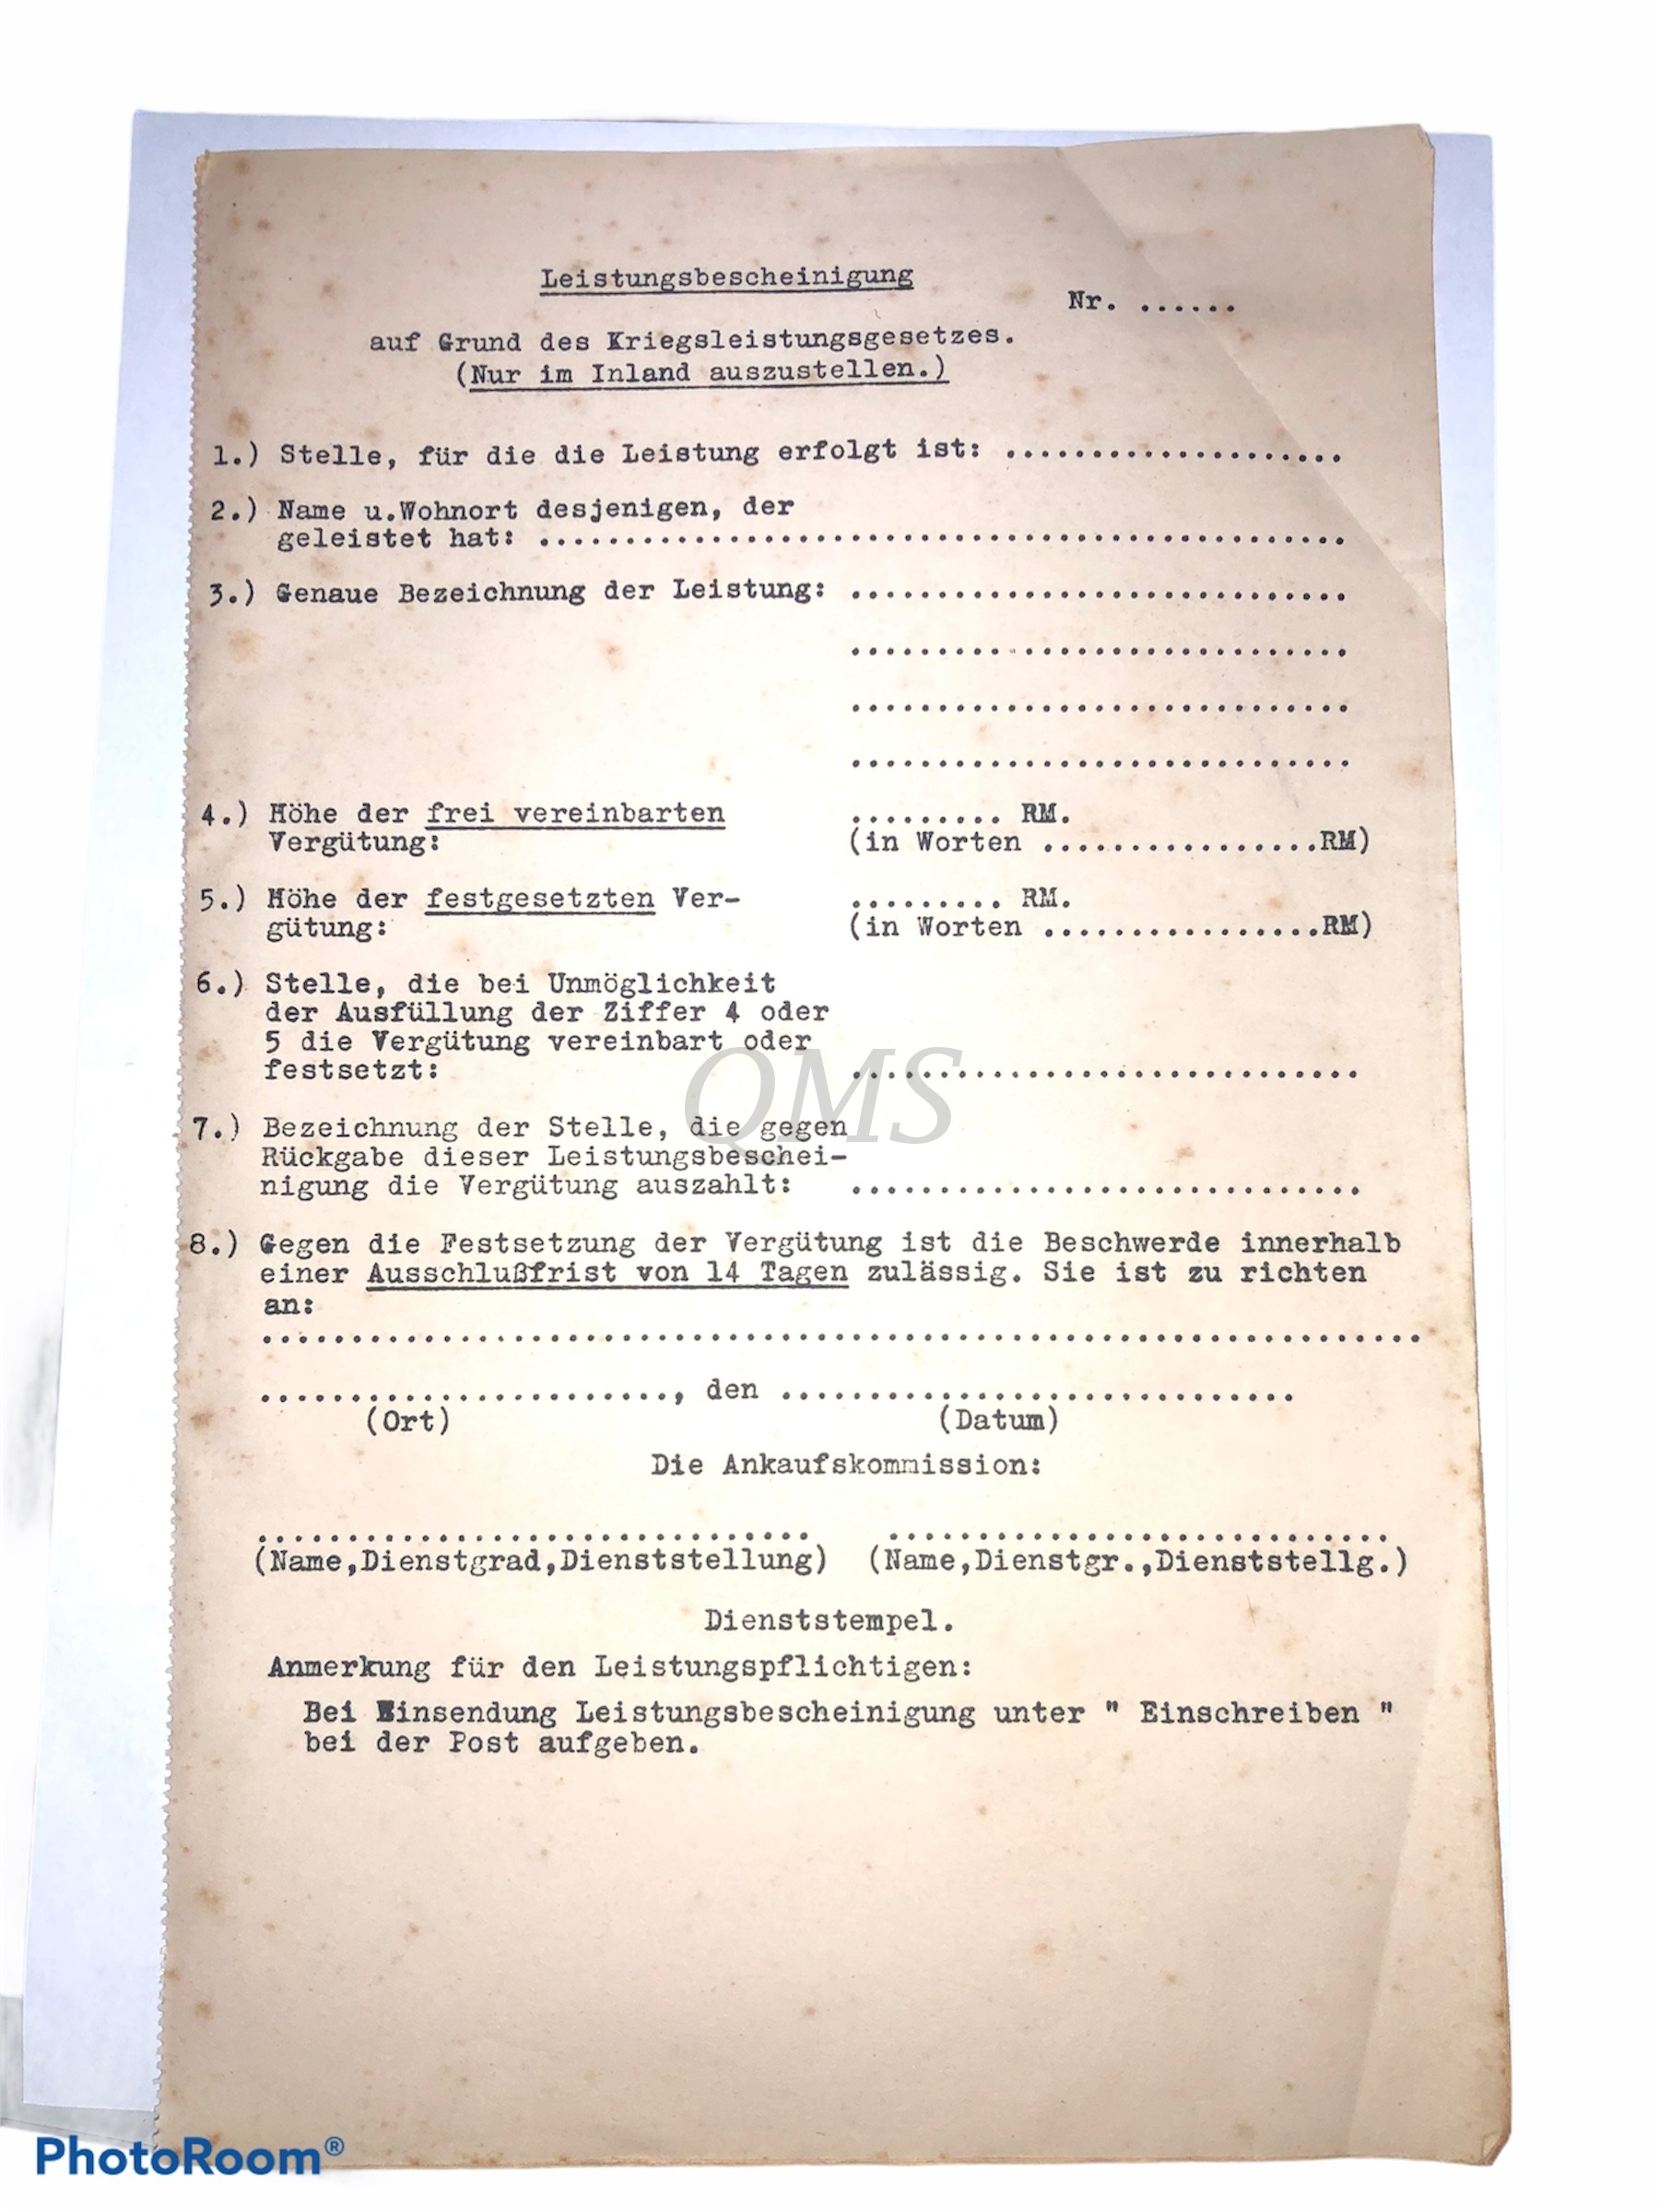 Leistungsbescheinigung
Nr. ......
auf Grund des Kriegsleistungsgesetzes.
(Nur im Inland auszustellen.)
1.) Stelle, für die die Leistung erfolgt ist: ....................
2.) Name u.Wohnort desjenigen, der
geleistet hat: ...............................................
3.) Genaue Bezeichnung der Leistung: .............................
.............................
.............................
.............................
4.) Höhe der frei vereinbarten ......... RM.
Vergütung: (in Worten ................RM)
5.) Höhe der festgesetzten Ver- ......... RM.
gütung: (in Worten ................RM)
6.) Stelle, die bei Unmöglichkeit
der Ausfüllung der Ziffer 4 oder
5 die Vergütung vereinbart oder
festsetzt: ..............................
QMS
7.) Bezeichnung der Stelle, die gegen
Rückgabe dieser Leistungsbeschei-
nigung die Vergütung auszahlt: ..............................
8.) Gegen die Festsetzung der Vergütung ist die Beschwerde innerhalb
einer Ausschlußfrist von 14 Tagen zulässig. Sie ist zu richten
an:
....................................................................
........................, den ..............................
(Ort) (Datum)
Die Ankaufskommission:
................................ .............................
(Name,Dienstgrad,Dienststellung) (Name,Dienstgr.,Dienststellg.)
Dienststempel.
Anmerkung für den Leistungspflichtigen:
Bei Einsendung Leistungsbescheinigung unter " Einschreiben "
bei der Post aufgeben.
PhotoRoom®